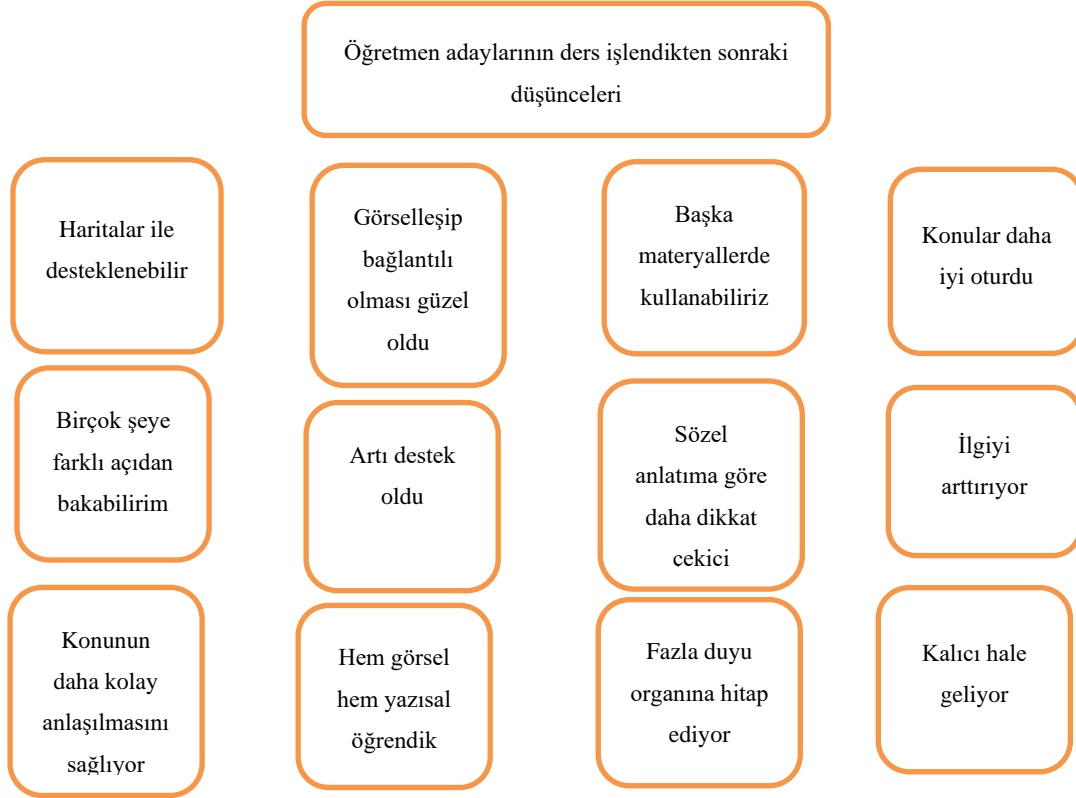 Öğretmen adaylarının ders işlendikten sonraki
düşünceleri
Haritalar ile
desteklenebilir
Görselleşip
bağlantılı
olması güzel
oldu
Başka
materyallerde
kullanabiliriz
Konular daha
iyi oturdu
Birçok şeye
farklı açıdan
bakabilirim
Artı destek
oldu
Sözel
anlatıma göre
daha dikkat
çekici
İlgiyi
arttırıyor
Konunun
daha kolay
anlaşılmasını
sağlıyor
Hem görsel
hem yazısal
öğrendik
Fazla duyu
organına hitap
ediyor
Kalıcı hale
geliyor